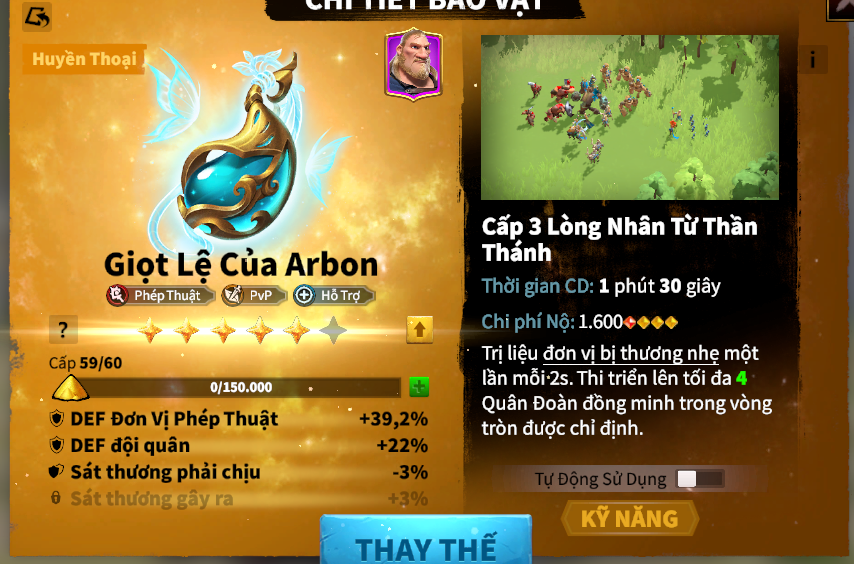 CHI TIẾT BẢO VẬT
Huyền Thoại
i
Giọt Lệ Của Arbon
Phép Thuật
PvP
Hỗ Trợ
?
Cấp 59/60
0/150.000
DEF Đơn Vị Phép Thuật +39,2%
DEF đội quân +22%
Sát thương phải chịu -3%
Sát thương gây ra +3%
THAY THẾ
Cấp 3 Lòng Nhân Từ Thần
Thánh
Thời gian CD: 1 phút 30 giây
Chi phí Nộ: 1.600
Trị liệu đơn vị bị thương nhẹ một
lần mỗi 2s. Thi triển lên tối đa 4
Quân Đoàn đồng minh trong vòng
tròn được chỉ định.
Tự Động Sử Dụng
KỸ NĂNG